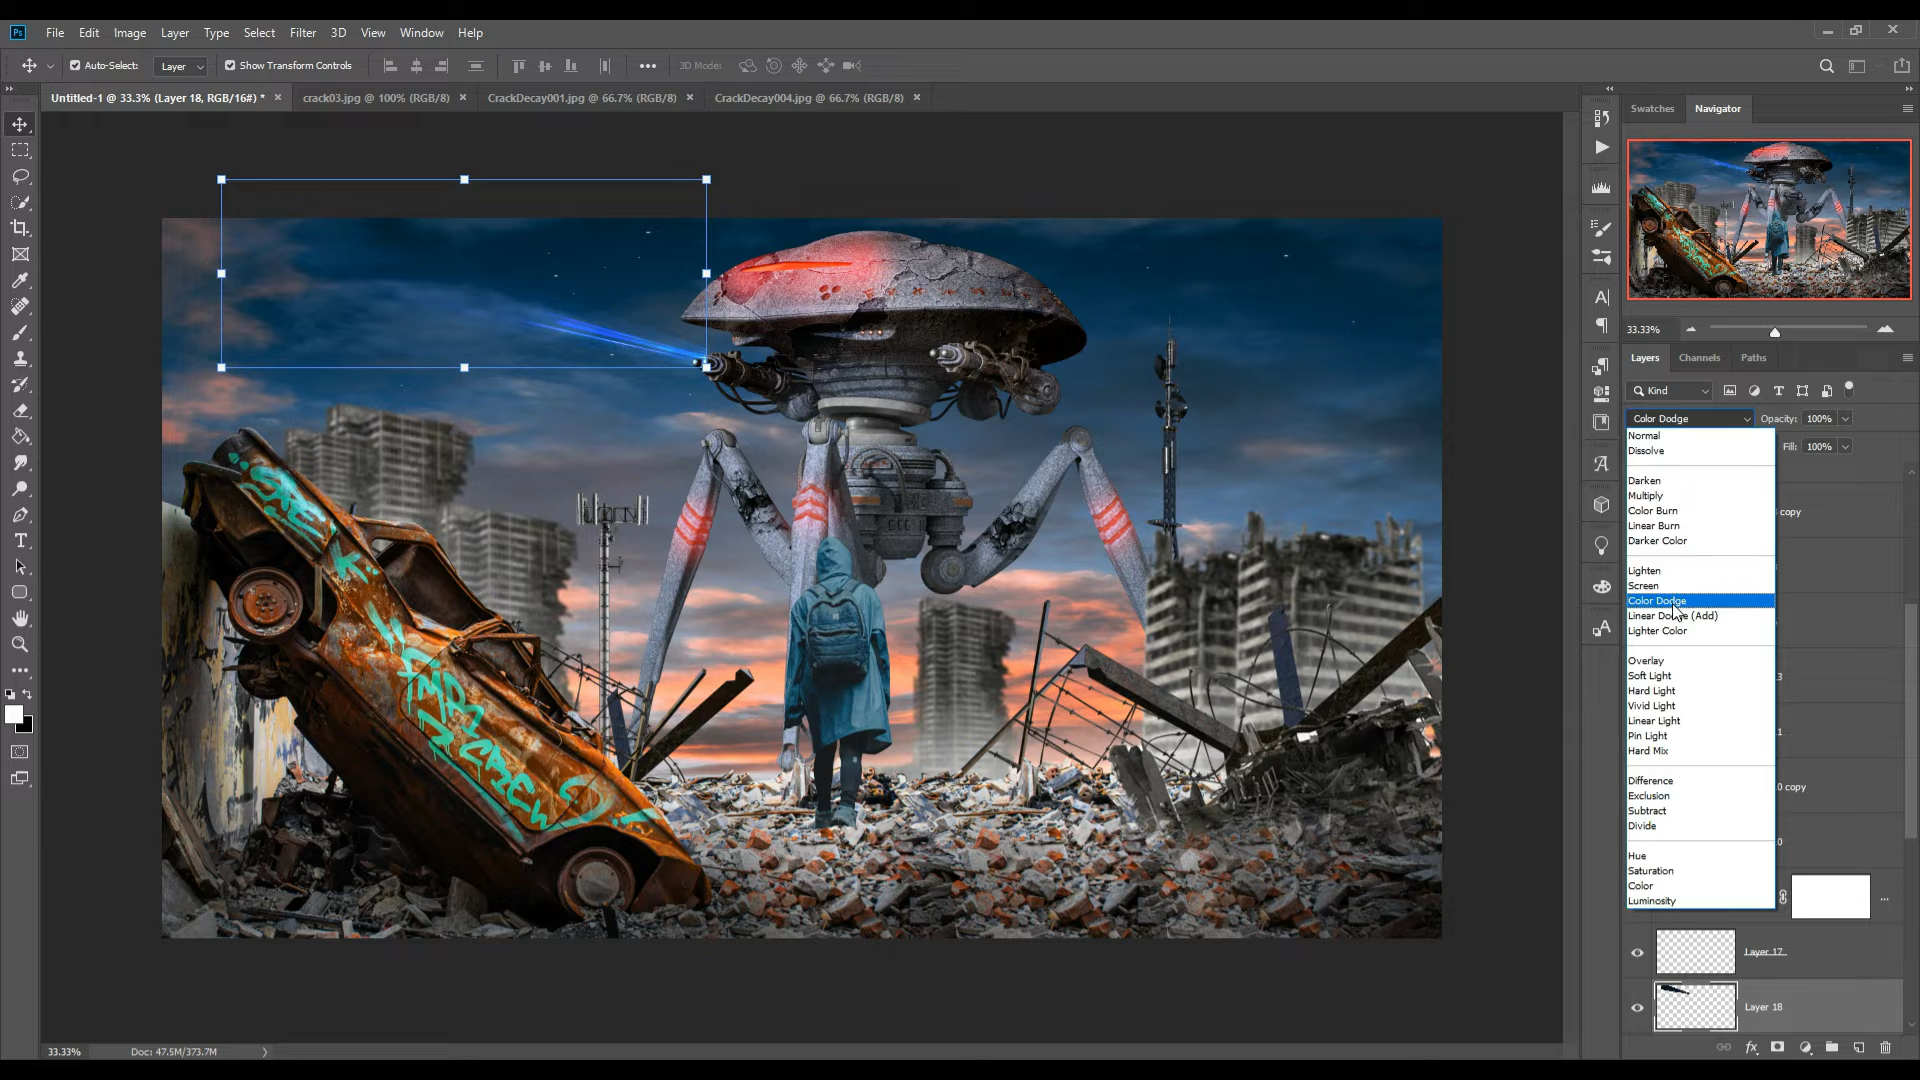 Ps File Edit Image Layer Type Select Filter 3D View Window Help
Auto-Select: Layer Show Transform Controls 3D Mode:
Untitled-1 @ 33.3% (Layer 18, RGB/16#) * crack03.jpg @ 100% (RGB/8) CrackDecay001.jpg @ 66.7% (RGB/8) CrackDecay004.jpg @ 66.7% (RGB/8)
Swatches Navigator
33.33%
Layers Channels Paths
Kind
Color Dodge Opacity: 100%
Fill: 100%
Normal
Dissolve
Darken
Multiply
Color Burn
Linear Burn
Darker Color
Lighten
Screen
Color Dodge
Linear Dodge (Add)
Lighter Color
Overlay
Soft Light
Hard Light
Vivid Light
Linear Light
Pin Light
Hard Mix
Difference
Exclusion
Subtract
Divide
Hue
Saturation
Color
Luminosity
copy
3
1
0 copy
0
Layer 17
Layer 18
33.33% Doc: 47.5M/373.7M